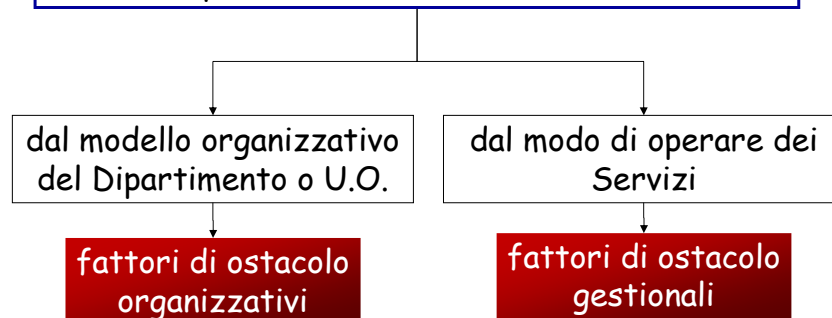 dal modello organizzativo
del Dipartimento o U.O.
dal modo di operare dei
Servizi
fattori di ostacolo
organizzativi
fattori di ostacolo
gestionali